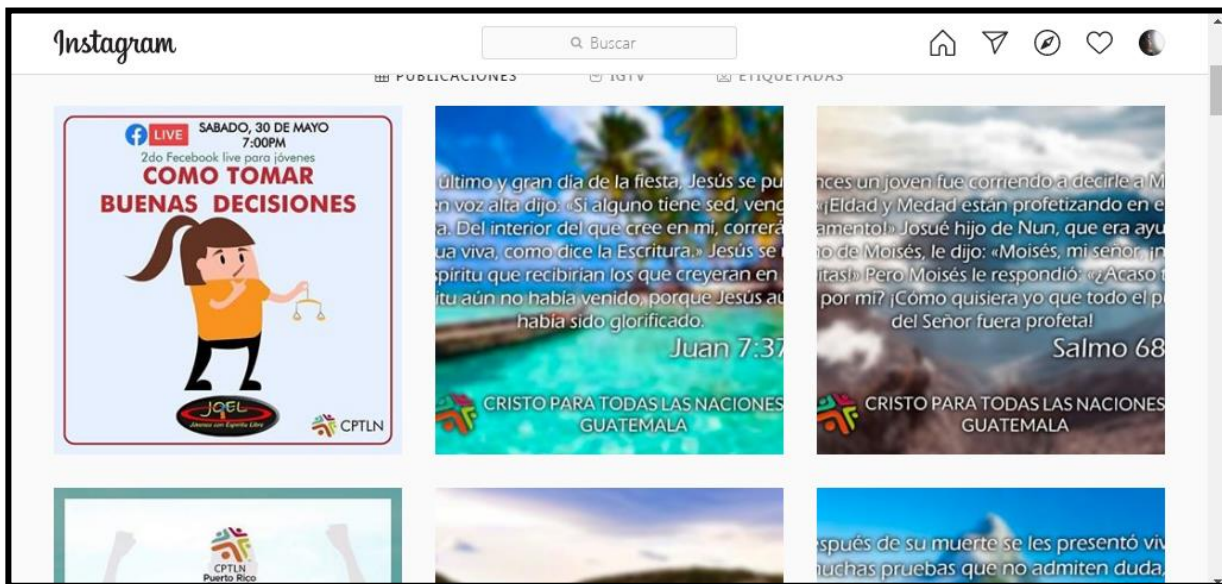 Instagram
Buscar
PUBLICACIONES
IGTV
ETIQUETADAS
LIVE
SABADO, 30 DE MAYO
7:00PM
2do Fecebook live para jóvenes
COMO TOMAR
BUENAS DECISIONES
JOEL
Jóvenes con Espíritu Libre
CPTLN
último y gran día de la fiesta, Jesús se pu
en voz alta dijo: «Si alguno tiene sed, veng
a. Del interior del que cree en mí, correrá
ua viva, como dice la Escritura.» Jesús se
píritu que recibirían los que creyeran en
itu aún no había venido, porque Jesús aú
había sido glorificado.
Juan 7:37
CRISTO PARA TODAS LAS NACIONES
GUATEMALA
nces un joven fue corriendo a decirle a M
«¡Eldad y Medad están profetizando en e
amento!» Josué hijo de Nun, que era ayu
o de Moisés, le dijo: «Moisés, mi señor, ¡n
itas!» Pero Moisés le respondió: «¿Acaso
por mí? ¡Cómo quisiera yo que todo el p
del Señor fuera profeta!
Salmo 68
CRISTO PARA TODAS LAS NACIONES
GUATEMALA
CPTLN
Puerto Rico
spués de su muerte se les presentó viv
uchas pruebas que no admiten duda,